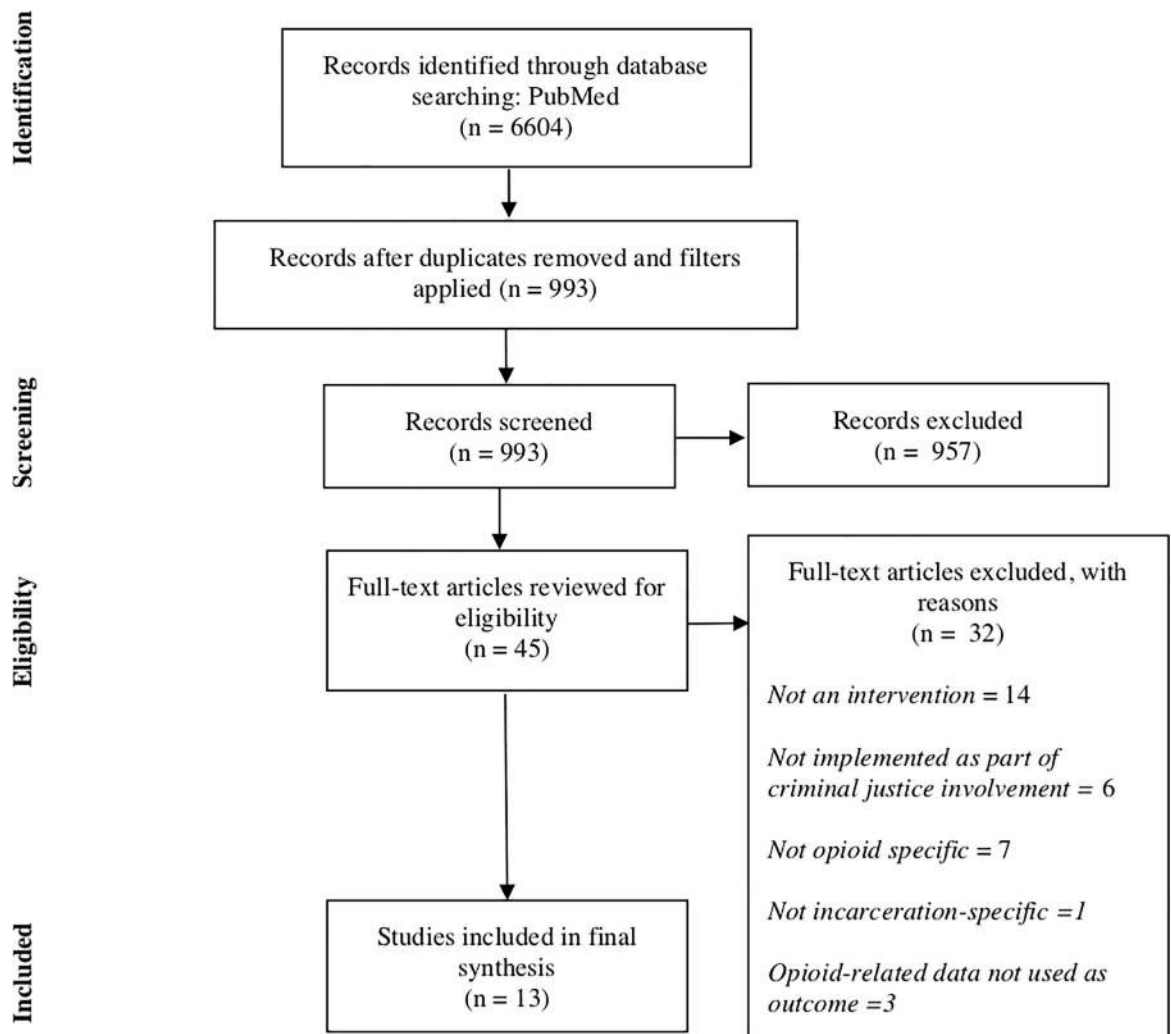 Identification
Records identified through database
searching: PubMed
(n = 6604)
Records after duplicates removed and filters
applied (n = 993)
Screening
Records screened
(n = 993)
Records excluded
(n = 957)
Eligibility
Full-text articles reviewed for
eligibility
(n = 45)
Full-text articles excluded, with
reasons
(n = 32)
Not an intervention = 14
Not implemented as part of
criminal justice involvement = 6
Not opioid specific = 7
Not incarceration-specific =1
Opioid-related data not used as
outcome =3
Included
Studies included in final
synthesis
(n = 13)